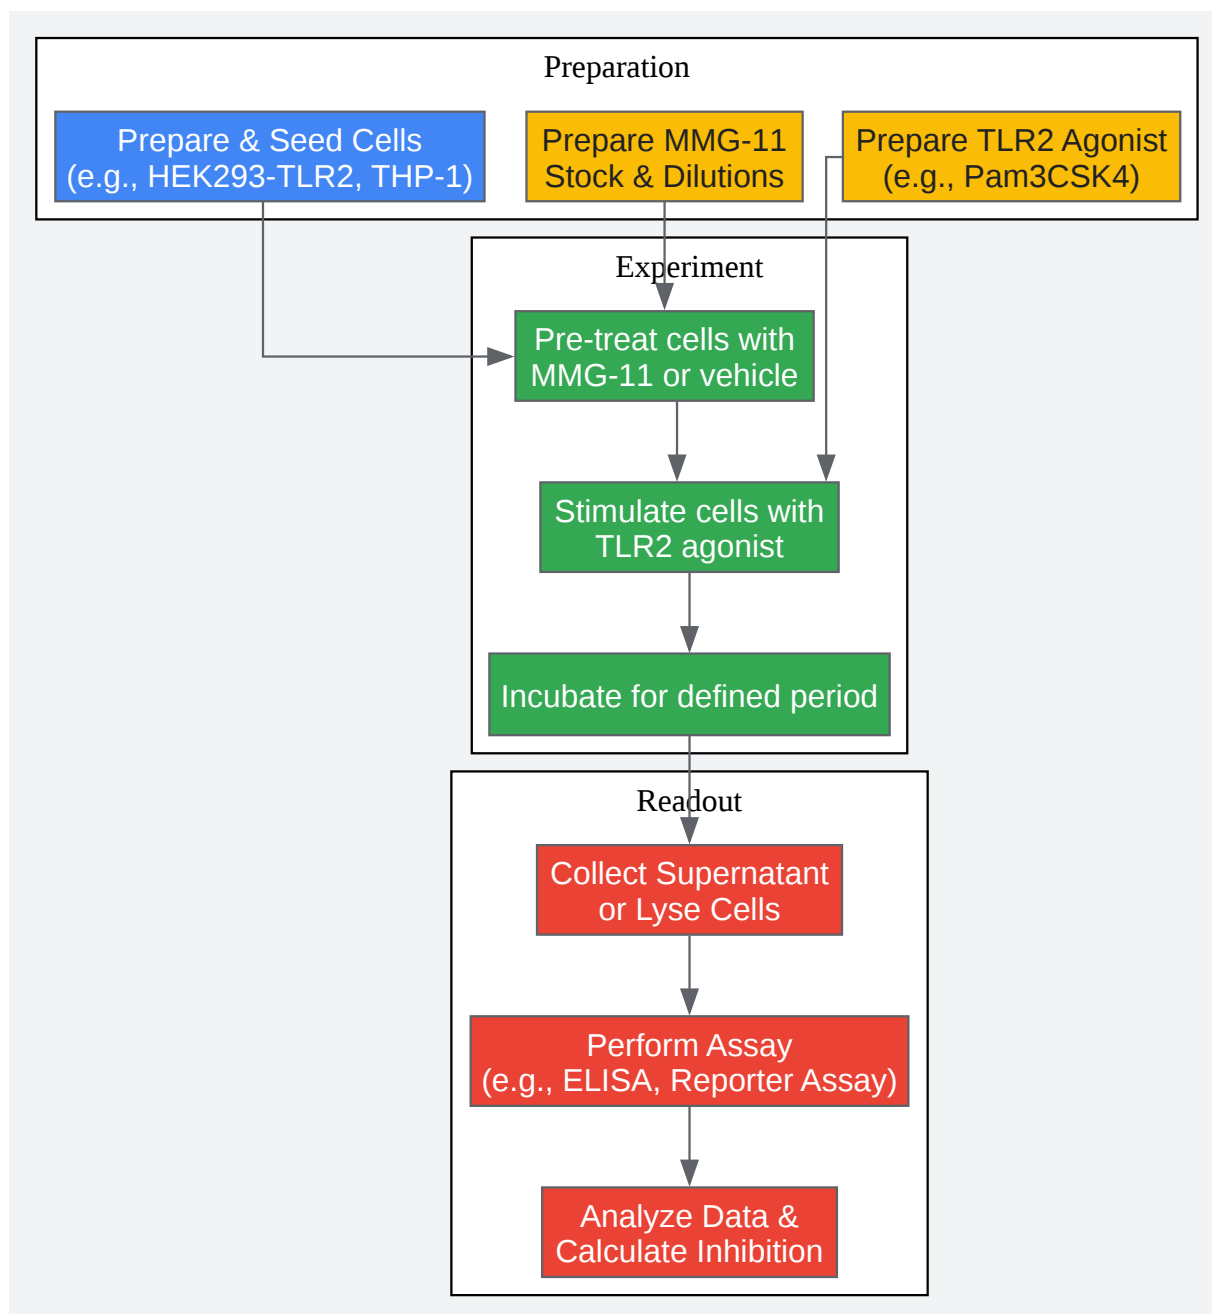 Preparation
Prepare & Seed Cells
(e.g., HEK293-TLR2, THP-1)
Prepare MMG-11
Stock & Dilutions
Prepare TLR2 Agonist
(e.g., Pam3CSK4)
Experiment
Pre-treat cells with
MMG-11 or vehicle
Stimulate cells with
TLR2 agonist
Incubate for defined period
Readout
Collect Supernatant
or Lyse Cells
Perform Assay
(e.g., ELISA, Reporter Assay)
Analyze Data &
Calculate Inhibition